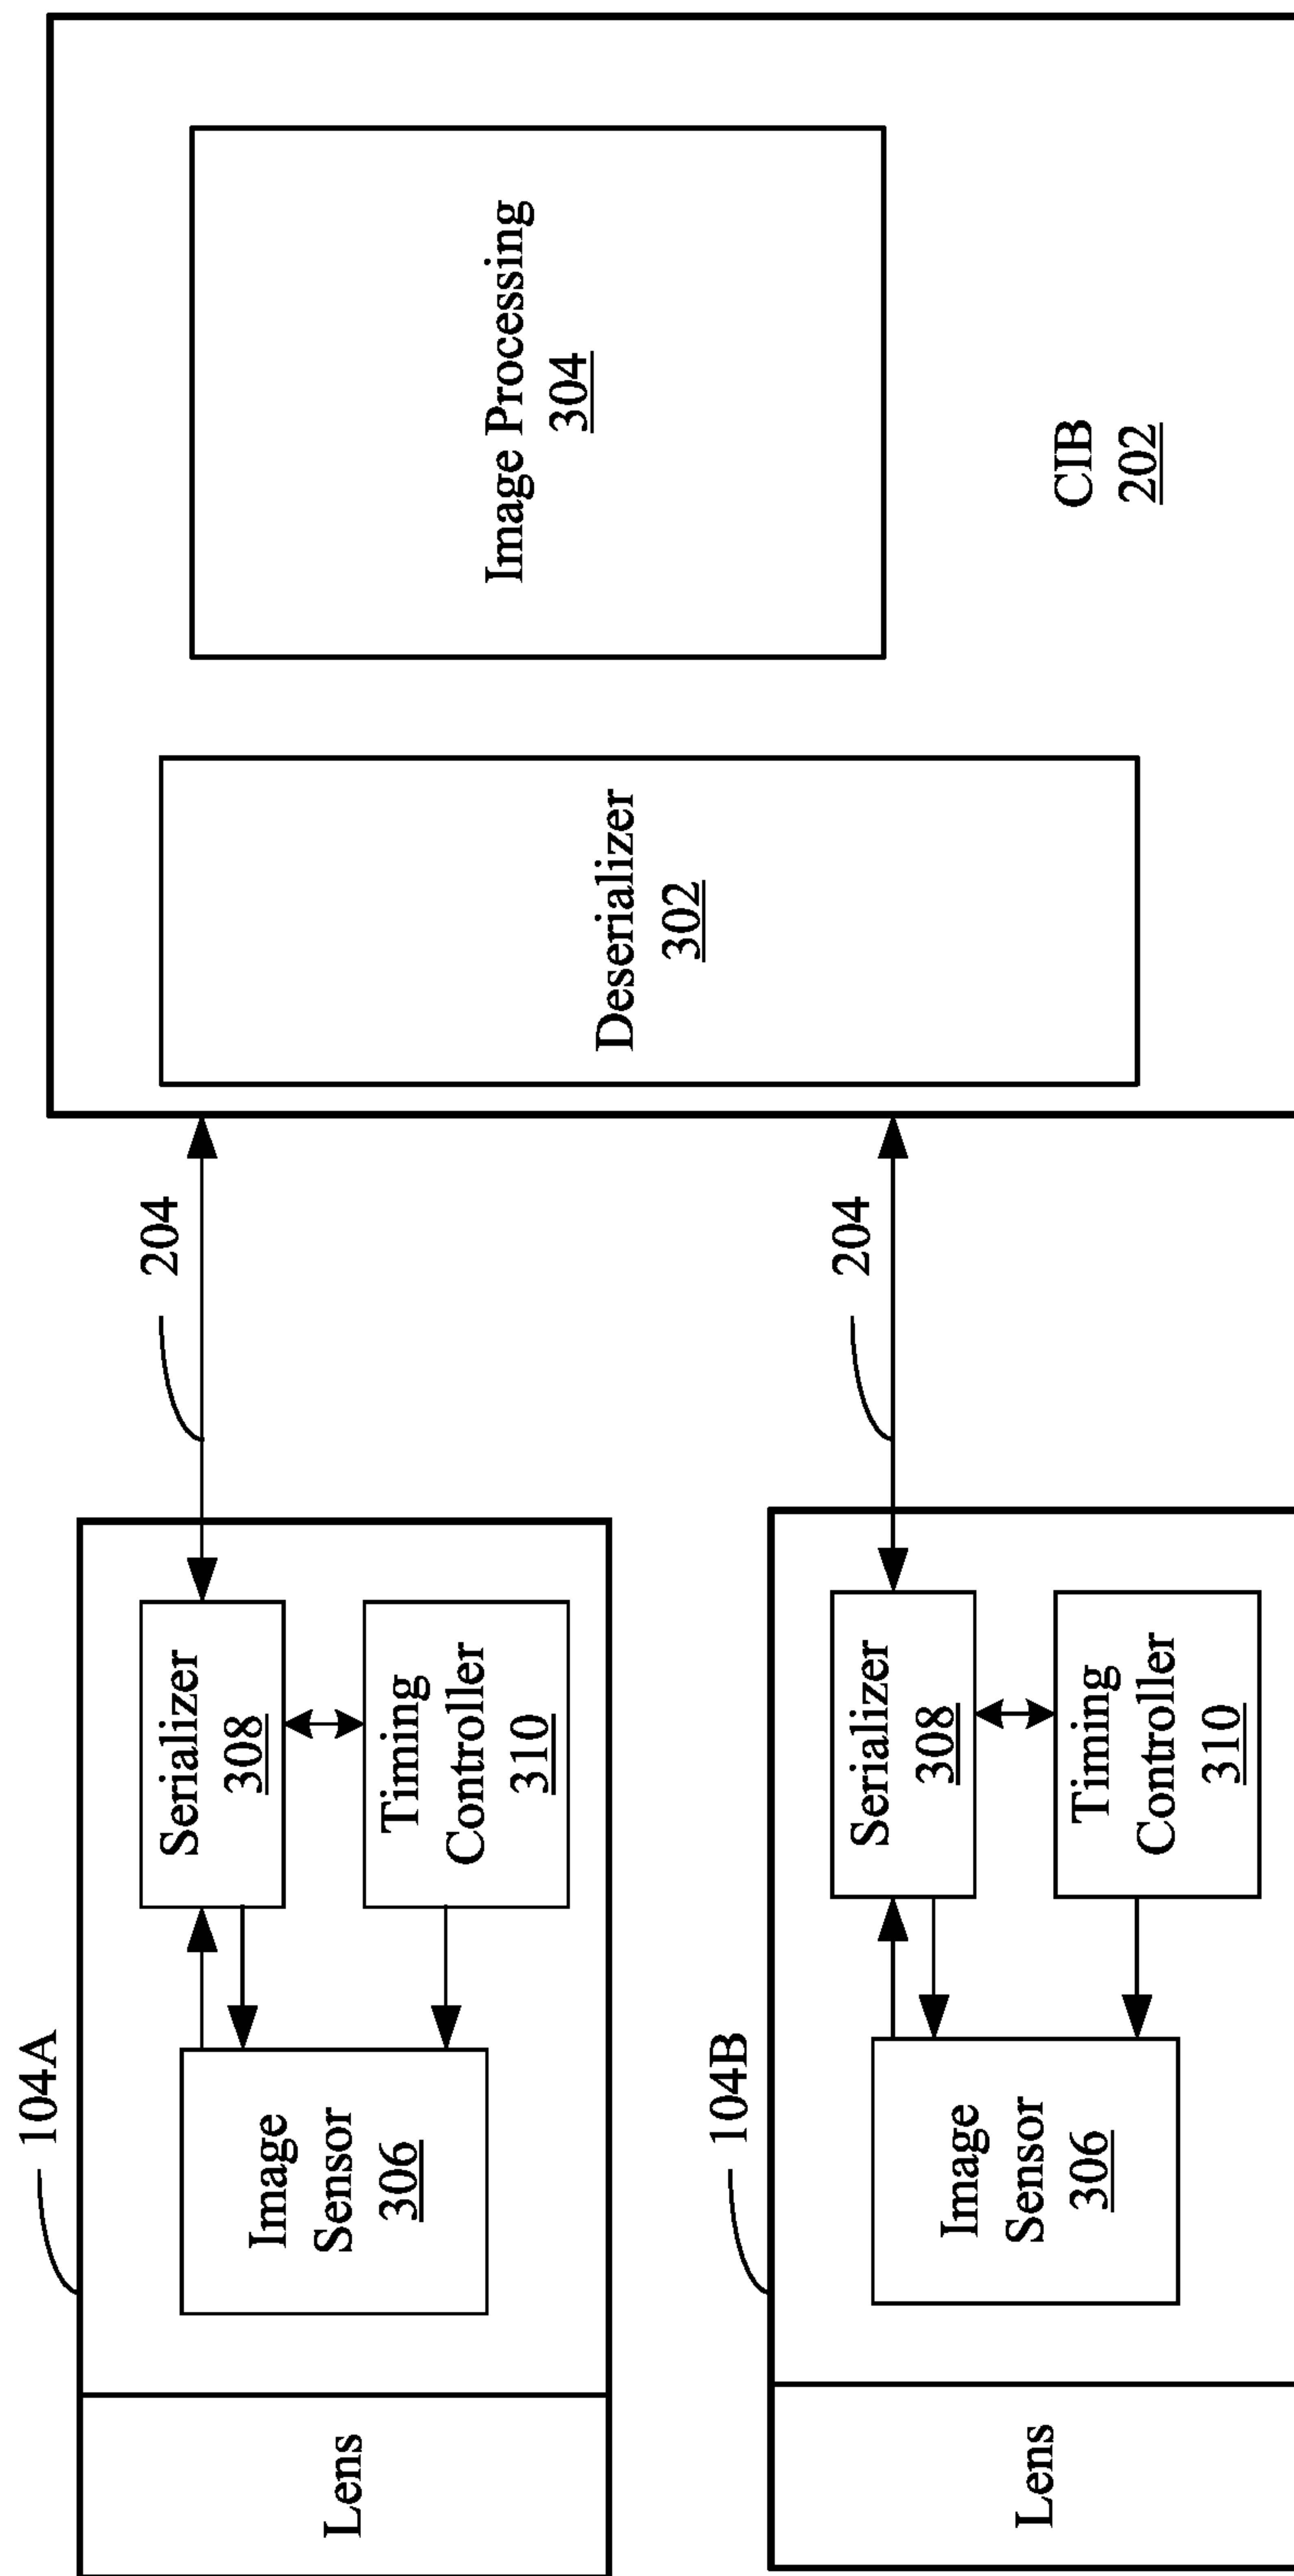 104A
Lens
Image
Sensor
306
Serializer
308
Timing
Controller
310
204
104B
Lens
Image
Sensor
306
Serializer
308
Timing
Controller
310
204
Deserializer
302
Image Processing
304
CIB
202